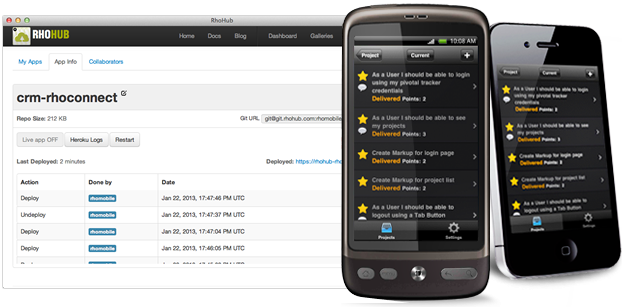 RhoHub
RHOHUB
Home Docs Blog Dashboard Galleries
My Apps App Info Collaborators
crm-rhoconnect
Repo Size: 212 KB
Git URL git@git.rhohub.com:rhomobile
Live app OFF Heroku Logs Restart
Last Deployed: 2 minutes
Deployed: https://rhohub-rh
Action Done by Date
Deploy rhomobile Jan 22, 2013, 17:47:46 PM UTC
Undeploy rhomobile Jan 22, 2013, 17:47:07 PM UTC
Deploy rhomobile Jan 22, 2013, 17:47:04 PM UTC
Deploy rhomobile Jan 22, 2013, 17:46:05 PM UTC
10:08 AM
Project Current +
As a User I should be able to login
using my pivotal tracker
credentials
Delivered Points: 2
As a User I should be able to see
my projects
Delivered Points: 3
Create Markup for login page
Delivered Points: 2
Create Markup for project list
Delivered Points: 2
As a User I should be able to
logout using a Tab Button
Projects Settings
Project Current +
As a User I should be able to login
using my pivotal tracker
credentials
Delivered Points: 2
As a User I should be able to see
my projects
Delivered Points: 3
Create Markup for login page
Delivered Points: 2
Create Markup for project list
Delivered Points: 2
As a User I should be able to
logout using a Tab Button
Projects Settings